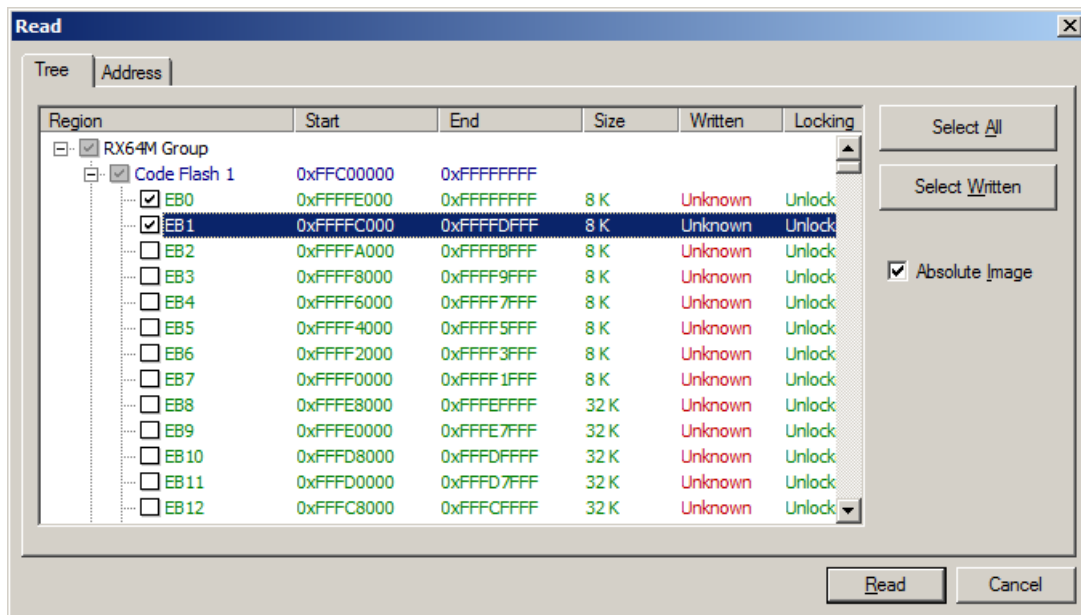 Read
Tree Address
Region Start End Size Written Locking
RX64M Group
Code Flash 1 0xFFC00000 0xFFFFFFFF
EB0 0xFFFFE000 0xFFFFFFFF 8 K Unknown Unlock
EB1 0xFFFFC000 0xFFFFDFFF 8 K Unknown Unlock
EB2 0xFFFFA000 0xFFFFBFFF 8 K Unknown Unlock
EB3 0xFFFF8000 0xFFFF9FFF 8 K Unknown Unlock
EB4 0xFFFF6000 0xFFFF7FFF 8 K Unknown Unlock
EB5 0xFFFF4000 0xFFFF5FFF 8 K Unknown Unlock
EB6 0xFFFF2000 0xFFFF3FFF 8 K Unknown Unlock
EB7 0xFFFF0000 0xFFFF1FFF 8 K Unknown Unlock
EB8 0xFFFE8000 0xFFFEFFFF 32 K Unknown Unlock
EB9 0xFFFE0000 0xFFFE7FFF 32 K Unknown Unlock
EB10 0xFFFD8000 0xFFFDFFFF 32 K Unknown Unlock
EB11 0xFFFD0000 0xFFFD7FFF 32 K Unknown Unlock
EB12 0xFFFC8000 0xFFFCFFFF 32 K Unknown Unlock
Select All
Select Written
Absolute Image
Read Cancel